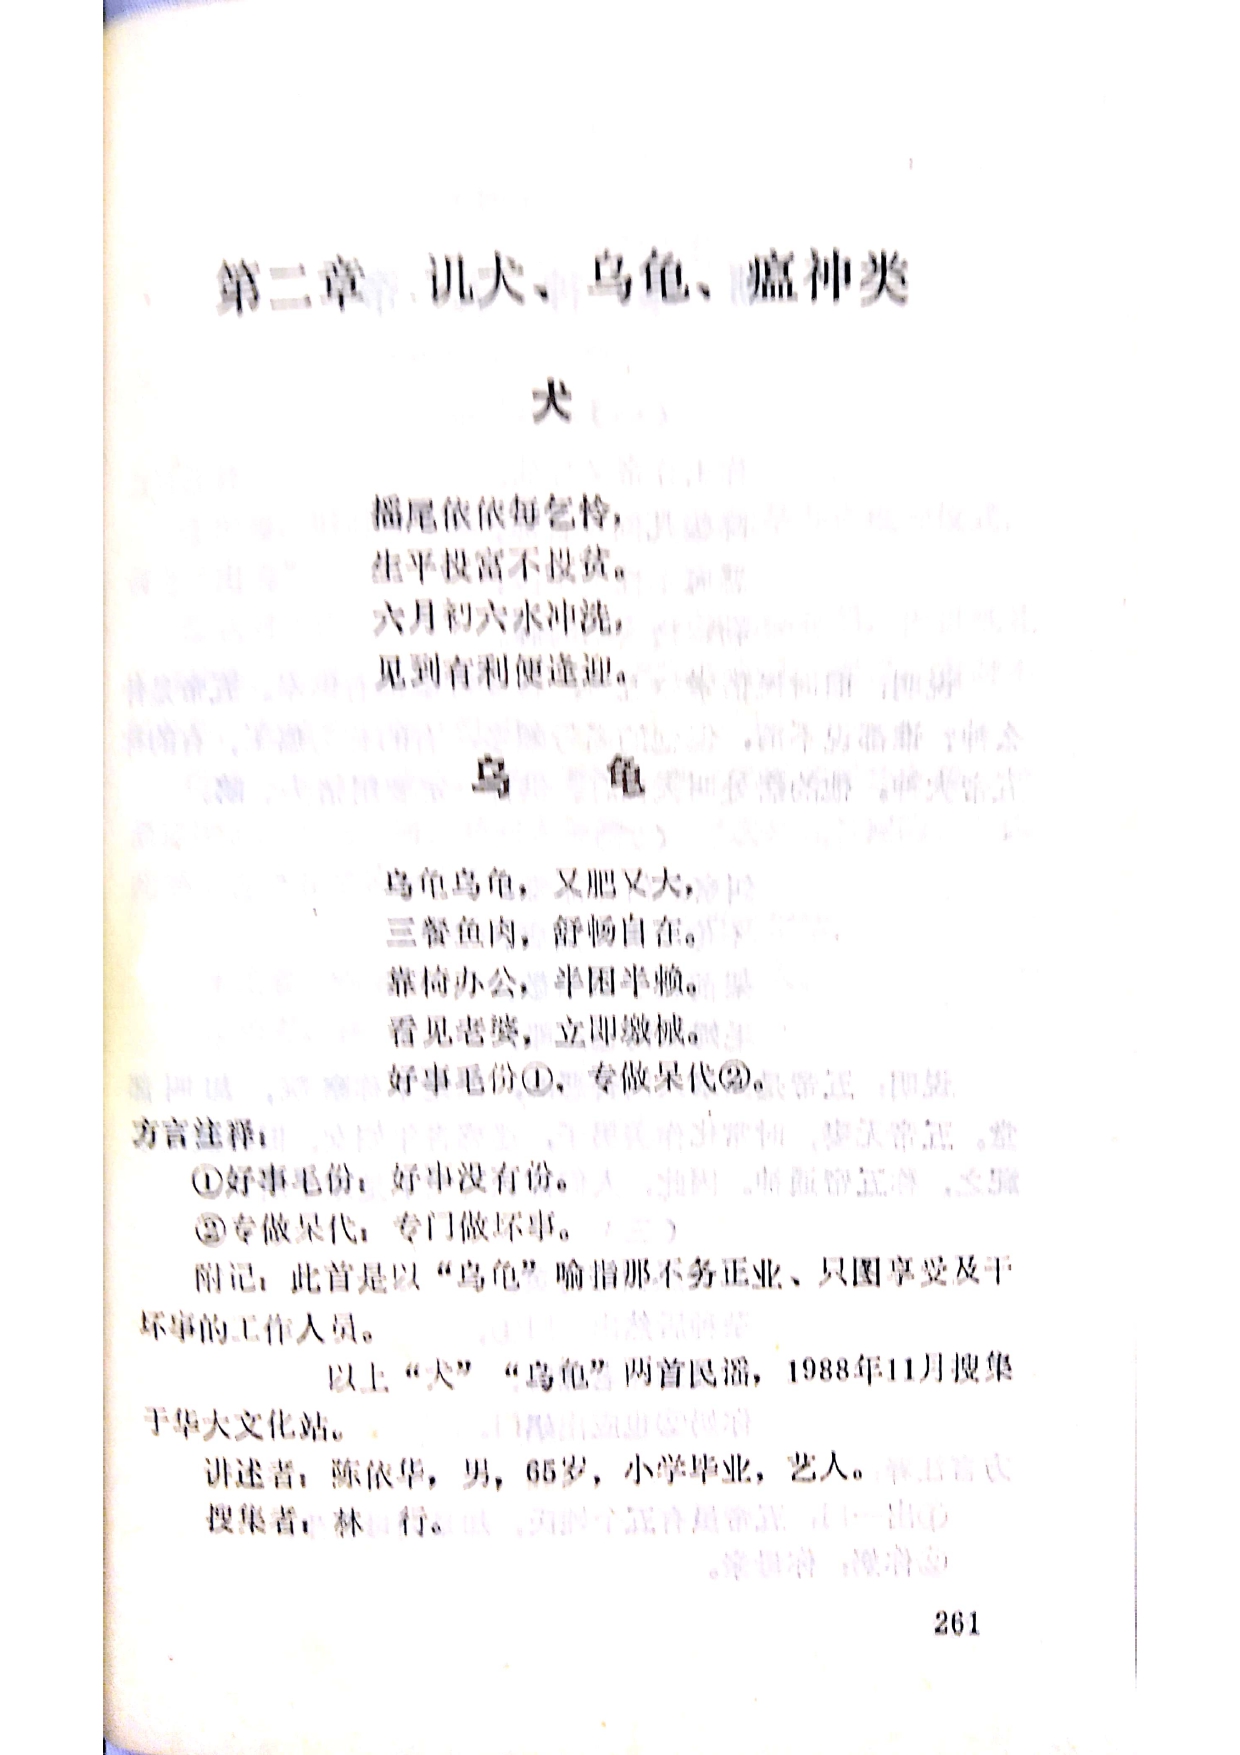 第二章　讥犬、乌龟、瘟神类
犬
摇尾依依每乞怜，
生平投富不投贫。
六月初六水冲洗，
见到有利便逢迎。
乌　　龟
乌龟乌龟，又肥又大，
三餐鱼肉，舒畅自在。
靠椅办公，半困半赖。
看见老婆，立即缴械。
好事毛份①，专做呆代②。
方言注释：
①好事毛份：好事没有份。
②专做呆代：专门做坏事。
附记：此首是以“乌龟”喻指那不务正业、只图享受及干
坏事的工作人员。
以上“犬”“乌龟”两首民谣，1988年11月搜集
于华大文化站。
讲述者：陈依华，男，65岁，小学毕业，艺人。
搜集者：林　行。
261